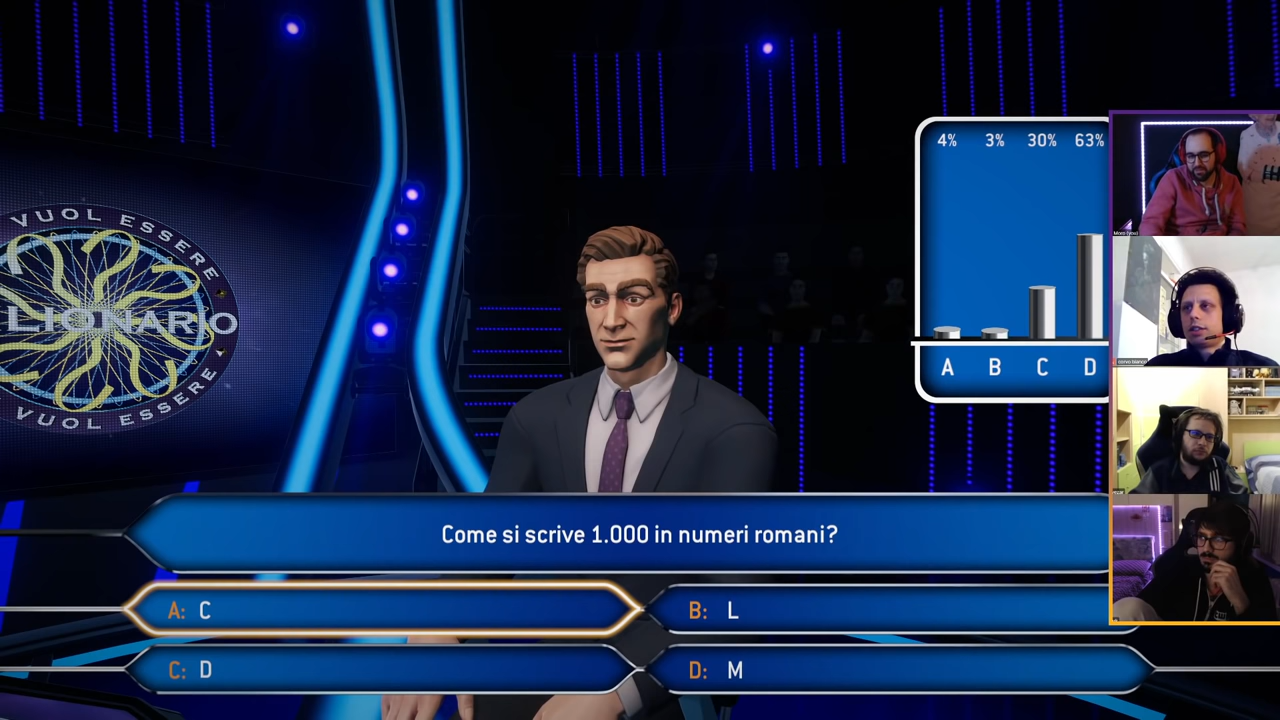 4% 3% 30% 63%
VUOL ESSERE
LIONARIO
VUOL ESSERE
A B C D
Come si scrive 1.000 in numeri romani?
A: C
B: L
C: D
D: M